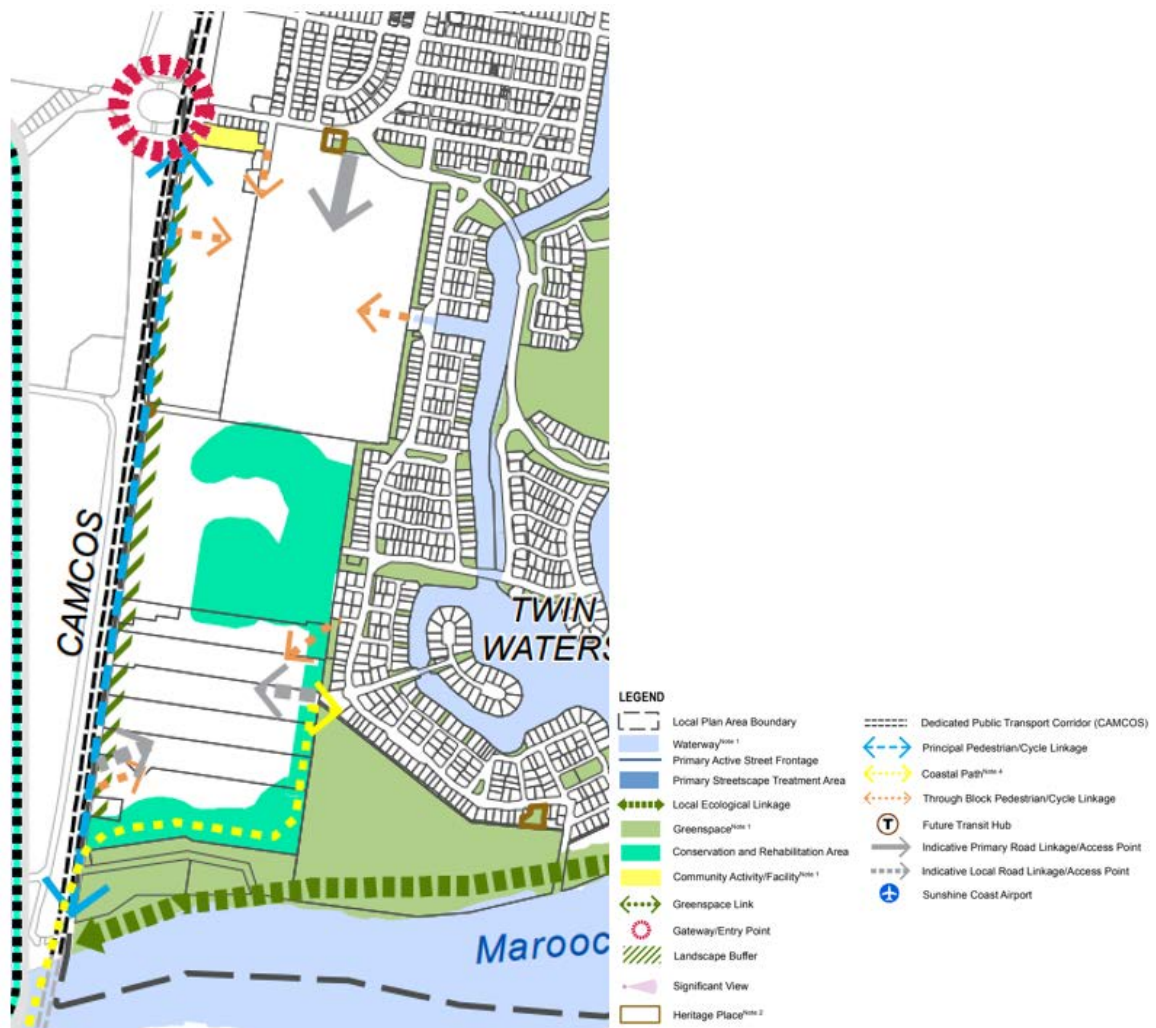 CAMCOS
TWIN
WATERS
Marooc
LEGEND
Local Plan Area Boundary
Waterway Note 1
Primary Active Street Frontage
Primary Streetscape Treatment Area
Local Ecological Linkage
Greenspace Note 1
Conservation and Rehabilitation Area
Community Activity/Facility Note 1
Greenspace Link
Gateway/Entry Point
Landscape Buffer
Significant View
Heritage Place Note 2
Dedicated Public Transport Corridor (CAMCOS)
Principal Pedestrian/Cycle Linkage
Coastal Path Note 4
Through Block Pedestrian/Cycle Linkage
T
Future Transit Hub
Indicative Primary Road Linkage/Access Point
Indicative Local Road Linkage/Access Point
Sunshine Coast Airport